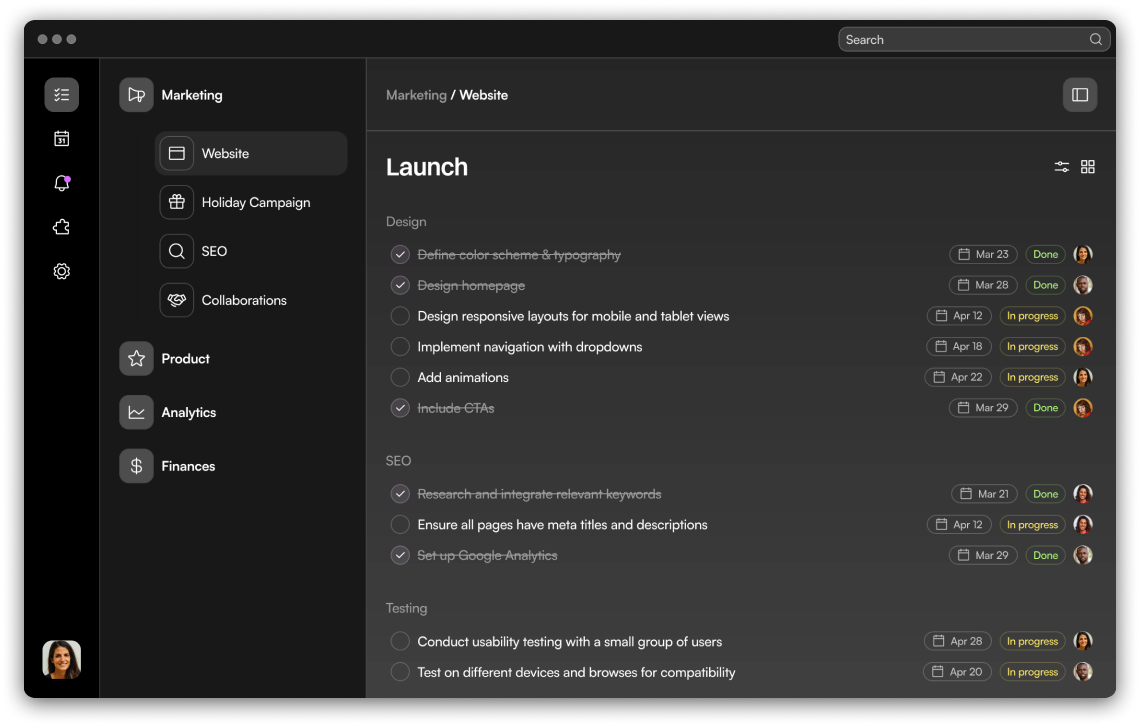 Search
Marketing
Website
Holiday Campaign
SEO
Collaborations
Product
Analytics
Finances
31
Marketing / Website
Launch
Design
Define color scheme & typography Mar 23 Done
Design homepage Mar 28 Done
Design responsive layouts for mobile and tablet views Apr 12 In progress
Implement navigation with dropdowns Apr 18 In progress
Add animations Apr 22 In progress
Include CTAs Mar 29 Done
SEO
Research and integrate relevant keywords Mar 21 Done
Ensure all pages have meta titles and descriptions Apr 12 In progress
Set up Google Analytics Mar 29 Done
Testing
Conduct usability testing with a small group of users Apr 28 In progress
Test on different devices and browses for compatibility Apr 20 In progress